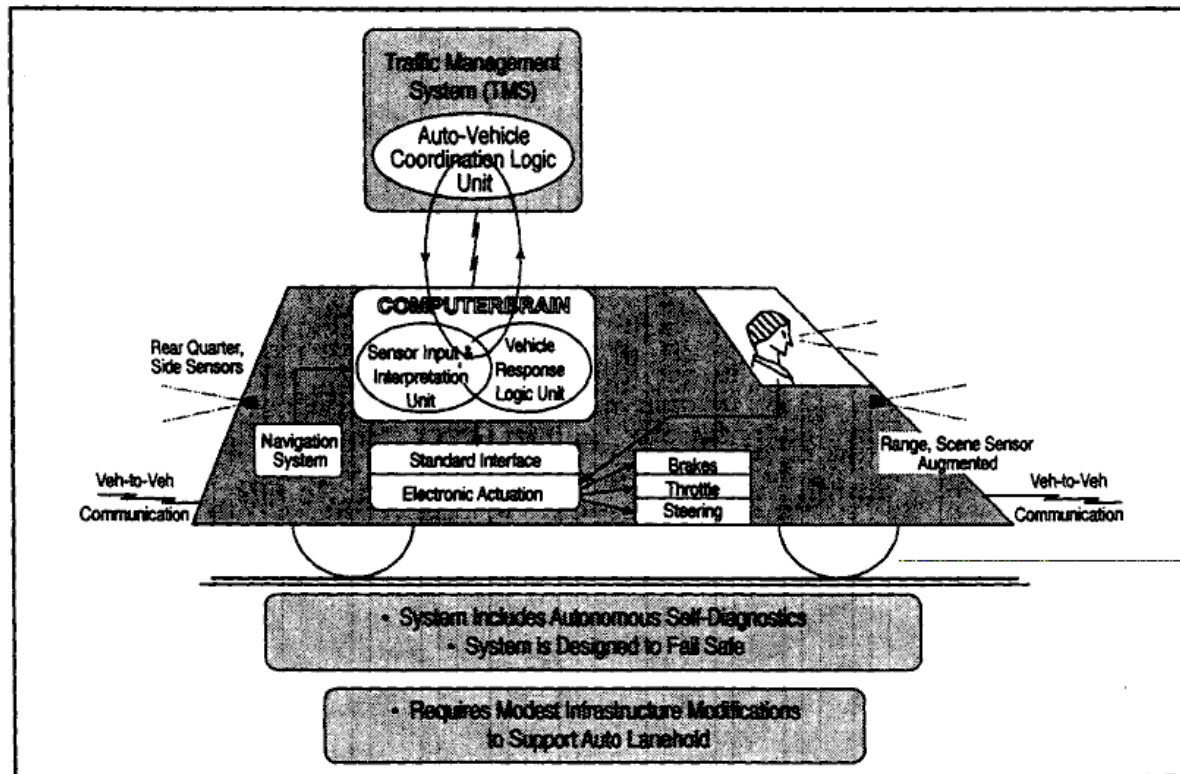 Traffic Management
System (TMS)
Auto-Vehicle
Coordination Logic
Unit
COMPUTERBRAIN
Sensor Input &
Interpretation
Unit
Vehicle
Response
Logic Unit
Rear Quarter,
Side Sensors
Navigation
System
Standard Interface
Electronic Actuation
Brakes
Throttle
Steering
Range, Scene Sensor
Augmented
Veh-to-Veh
Communication
Veh-to-Veh
Communication
• System Includes Autonomous Self-Diagnostics
• System is Designed to Fail Safe
• Requires Modest Infrastructure Modifications
to Support Auto Lanehold